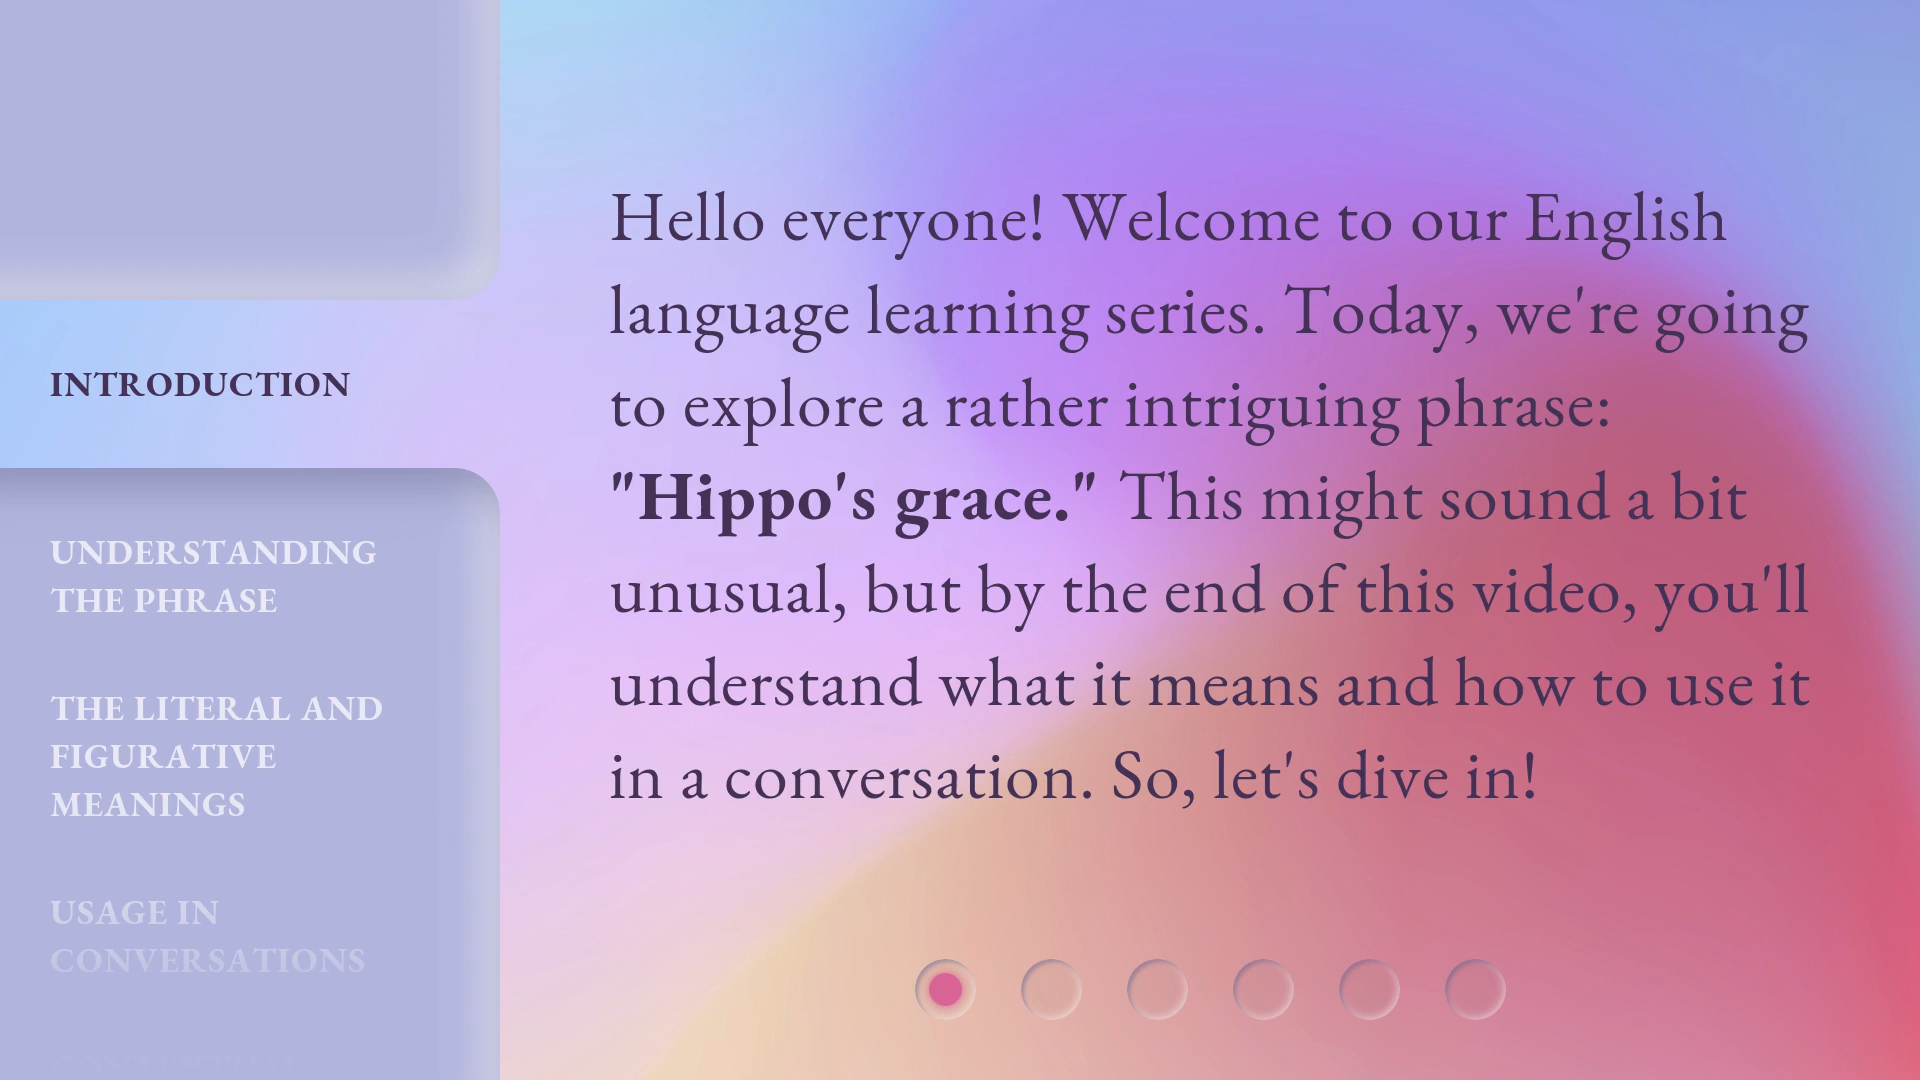 INTRODUCTION
UNDERSTANDING
THE PHRASE
THE LITERAL AND
FIGURATIVE
MEANINGS
USAGE IN
CONVERSATIONS
Hello everyone! Welcome to our English
language learning series. Today, we're going
to explore a rather intriguing phrase:
"Hippo's grace." This might sound a bit
unusual, but by the end of this video, you'll
understand what it means and how to use it
in a conversation. So, let's dive in!